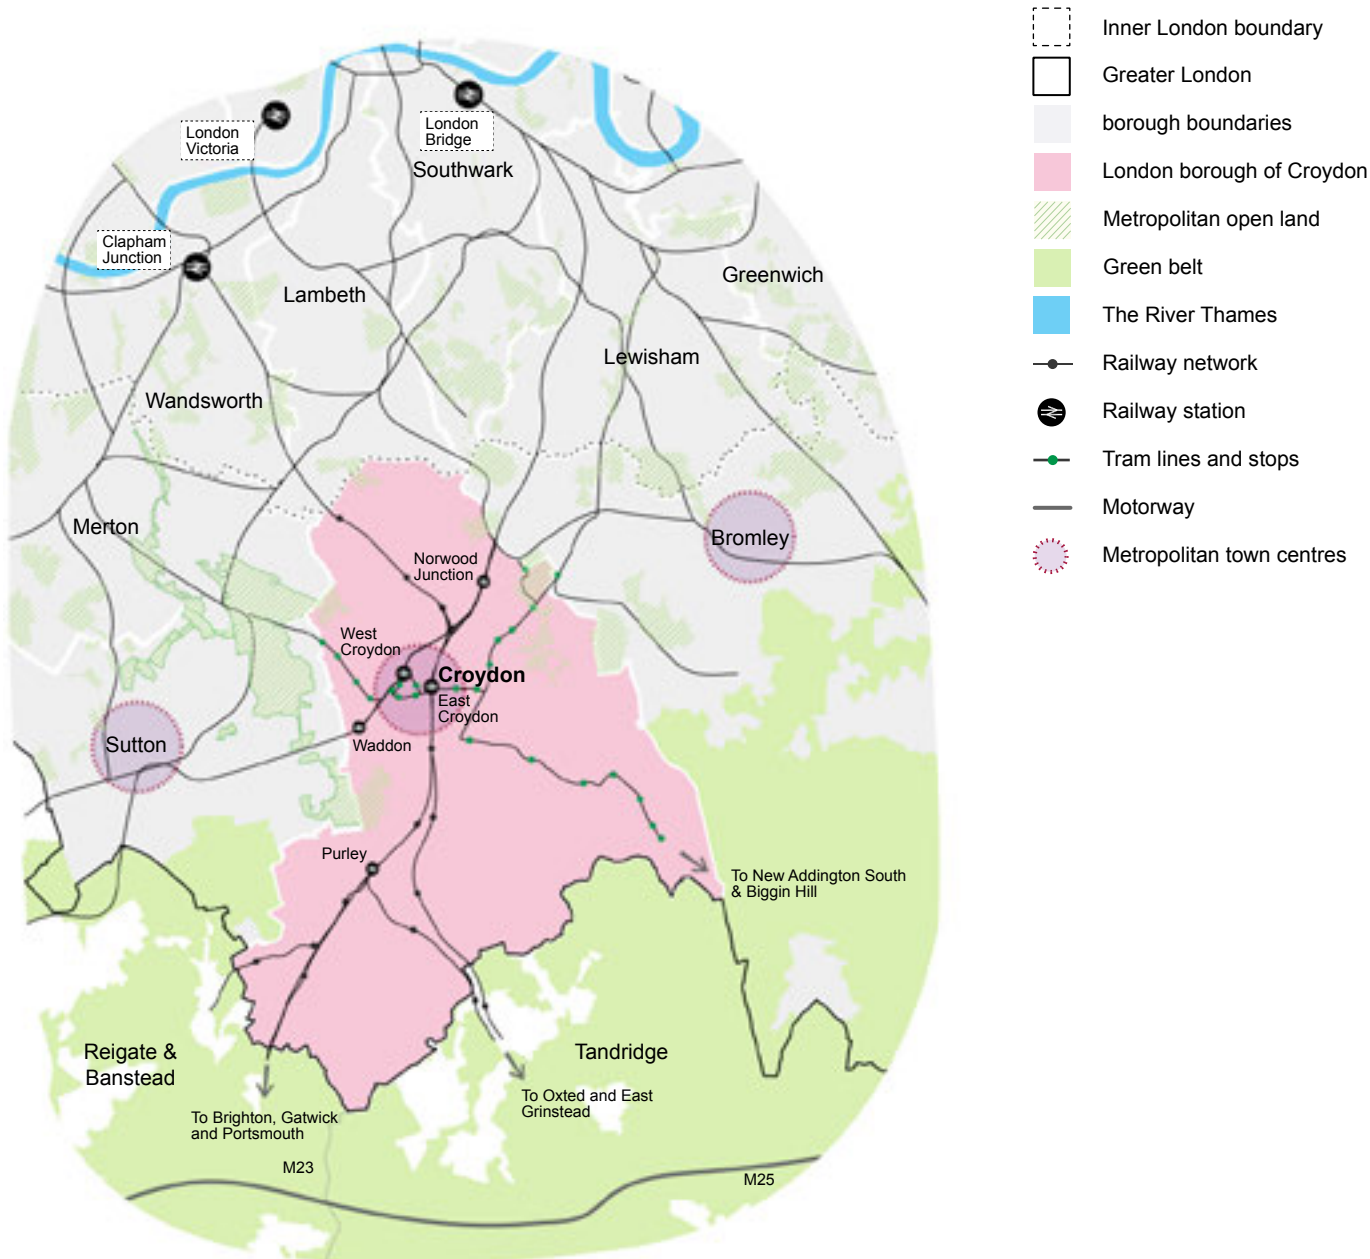 London
Victoria
London
Bridge
Southwark
Clapham
Junction
Lambeth
Greenwich
Lewisham
Wandsworth
Merton
Bromley
Norwood
Junction
West
Croydon
Croydon
East
Croydon
Waddon
Sutton
Purley
To New Addington South
& Biggin Hill
Reigate &
Banstead
Tandridge
To Oxted and East
Grinstead
To Brighton, Gatwick
and Portsmouth
M23
M25
Inner London boundary
Greater London
borough boundaries
London borough of Croydon
Metropolitan open land
Green belt
The River Thames
Railway network
Railway station
Tram lines and stops
Motorway
Metropolitan town centres